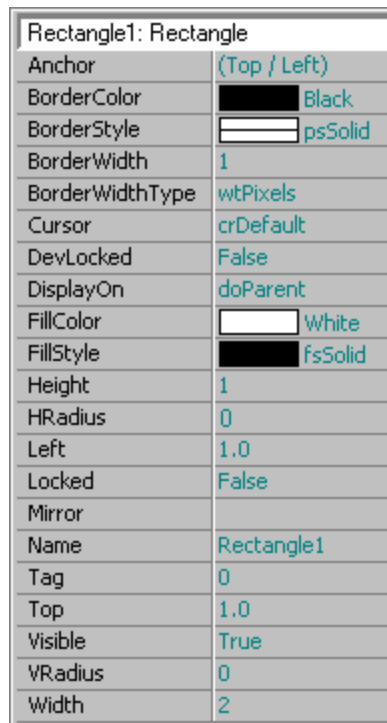 Rectangle1: Rectangle
Anchor (Top / Left)
BorderColor Black
BorderStyle psSolid
BorderWidth 1
BorderWidthType wtPixels
Cursor crDefault
DevLocked False
DisplayOn doParent
FillColor White
FillStyle fsSolid
Height 1
HRadius 0
Left 1.0
Locked False
Mirror
Name Rectangle1
Tag 0
Top 1.0
Visible True
VRadius 0
Width 2